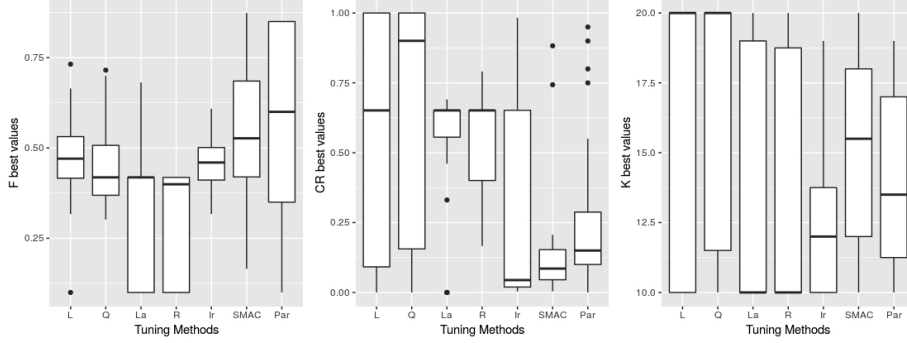 F best values
0.75
0.50
0.25
L Q La R Ir SMAC Par
Tuning Methods
CR best values
1.00
0.75
0.50
0.25
0.00
L Q La R Ir SMAC Par
Tuning Methods
K best values
20.0
17.5
15.0
12.5
10.0
L Q La R Ir SMAC Par
Tuning Methods